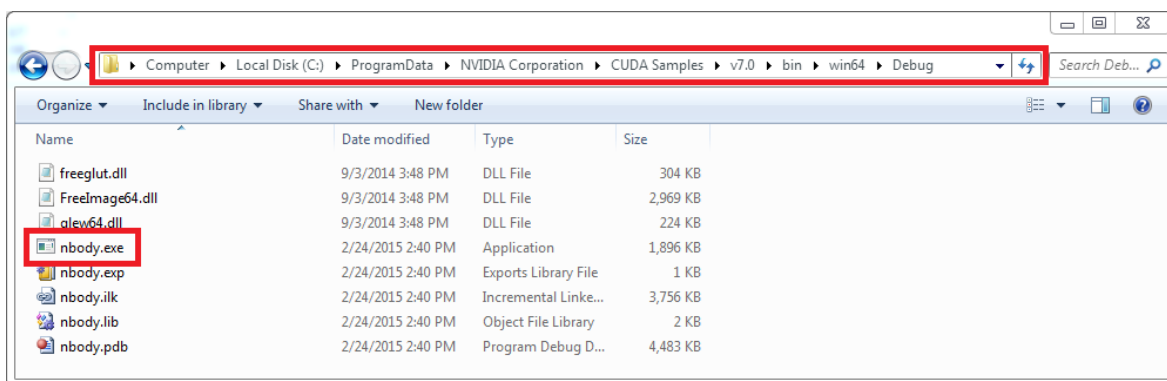 Computer Local Disk (C:) ProgramData NVIDIA Corporation CUDA Samples v7.0 bin win64 Debug Search Deb...
Organize Include in library Share with New folder
Name Date modified Type Size
freeglut.dll 9/3/2014 3:48 PM DLL File 304 KB
FreeImage64.dll 9/3/2014 3:48 PM DLL File 2,969 KB
glew64.dll 9/3/2014 3:48 PM DLL File 224 KB
nbody.exe 2/24/2015 2:40 PM Application 1,896 KB
nbody.exp 2/24/2015 2:40 PM Exports Library File 1 KB
nbody.ilk 2/24/2015 2:40 PM Incremental Linke... 3,756 KB
nbody.lib 2/24/2015 2:40 PM Object File Library 2 KB
nbody.pdb 2/24/2015 2:40 PM Program Debug D... 4,483 KB